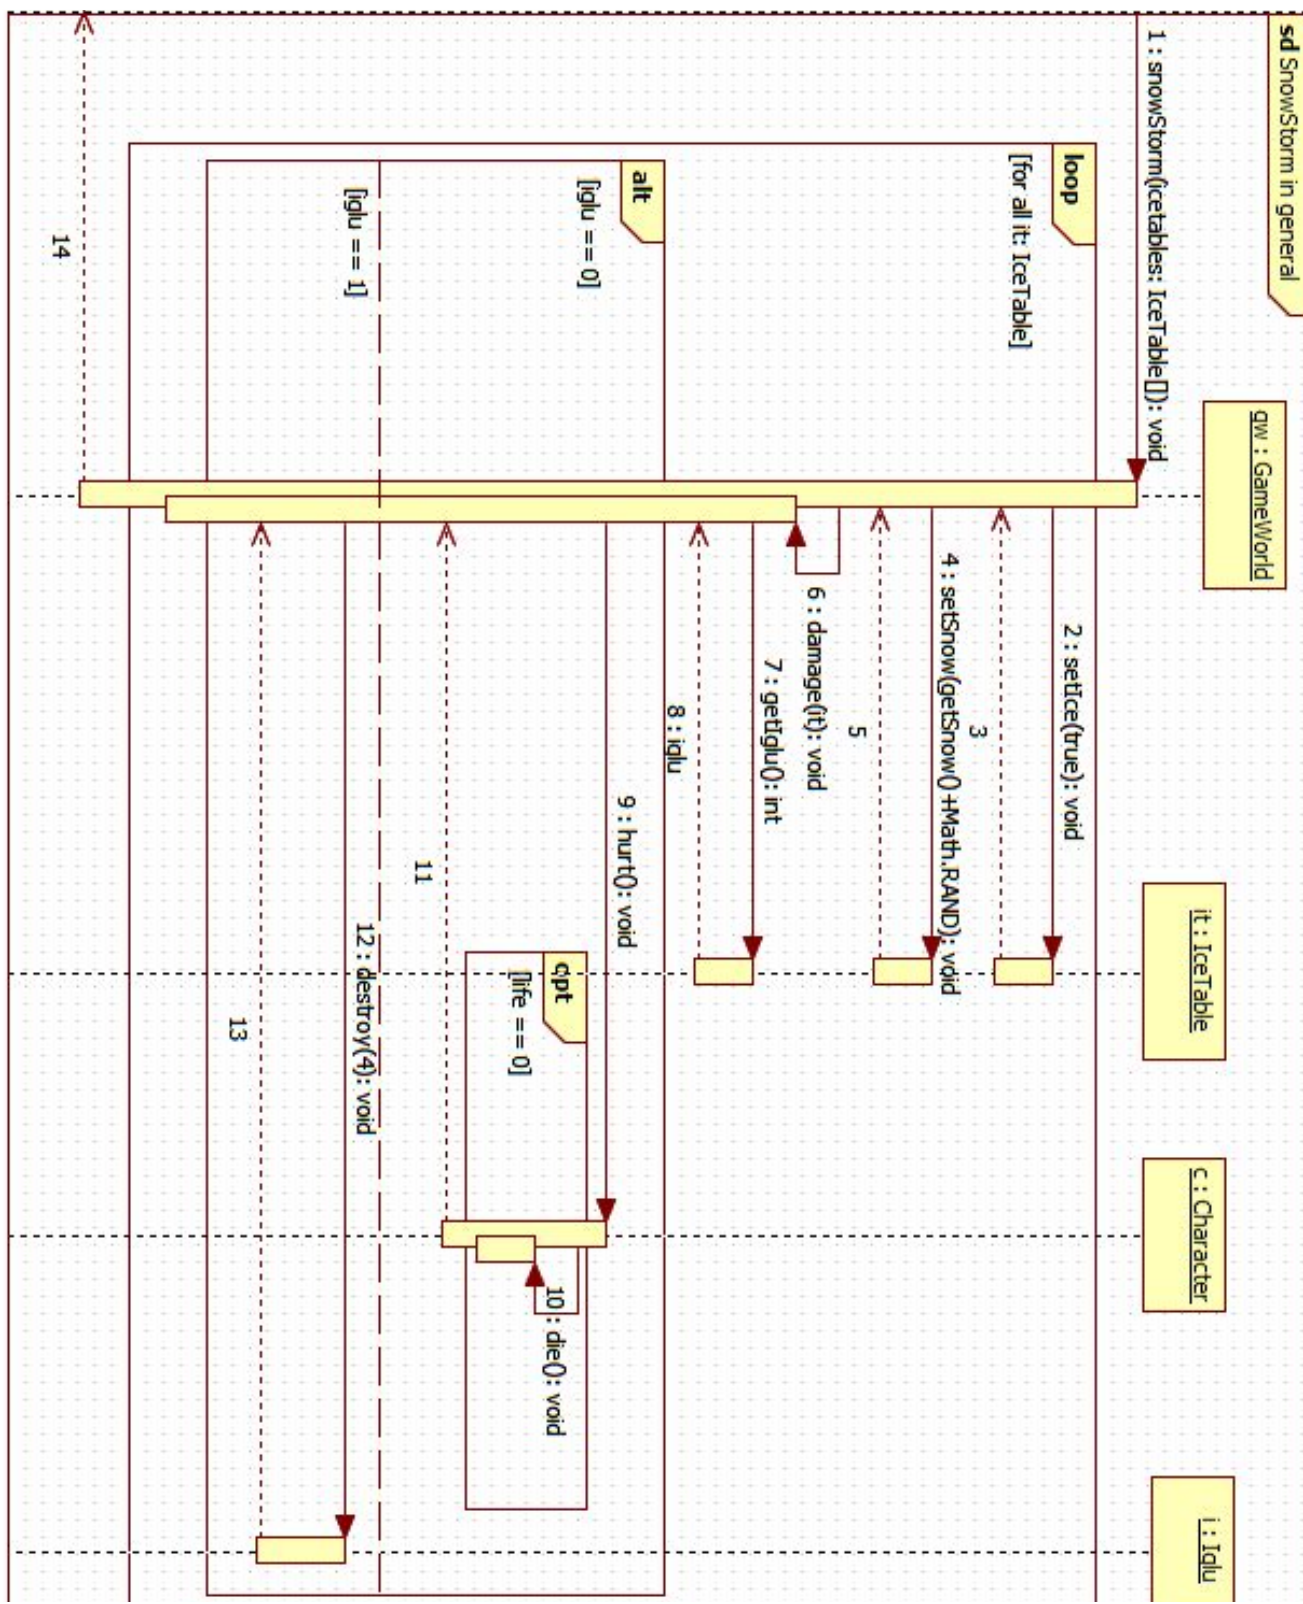 sd SnowStorm in general
gw : GameWorld
it : IceTable
c : Character
i : Iglu
1 : snowStorm(icetables: IceTable[]): void
loop
[for all it: IceTable]
2 : setIce(true): void
3
4 : setSnow(getSnow()+Math.RAND): void
5
6 : damage(it): void
7 : getIglu(): int
8 : iglu
alt
[iglu == 0]
9 : hurt(): void
opt
[life == 0]
10 : die(): void
11
[iglu == 1]
12 : destroy(4): void
13
14